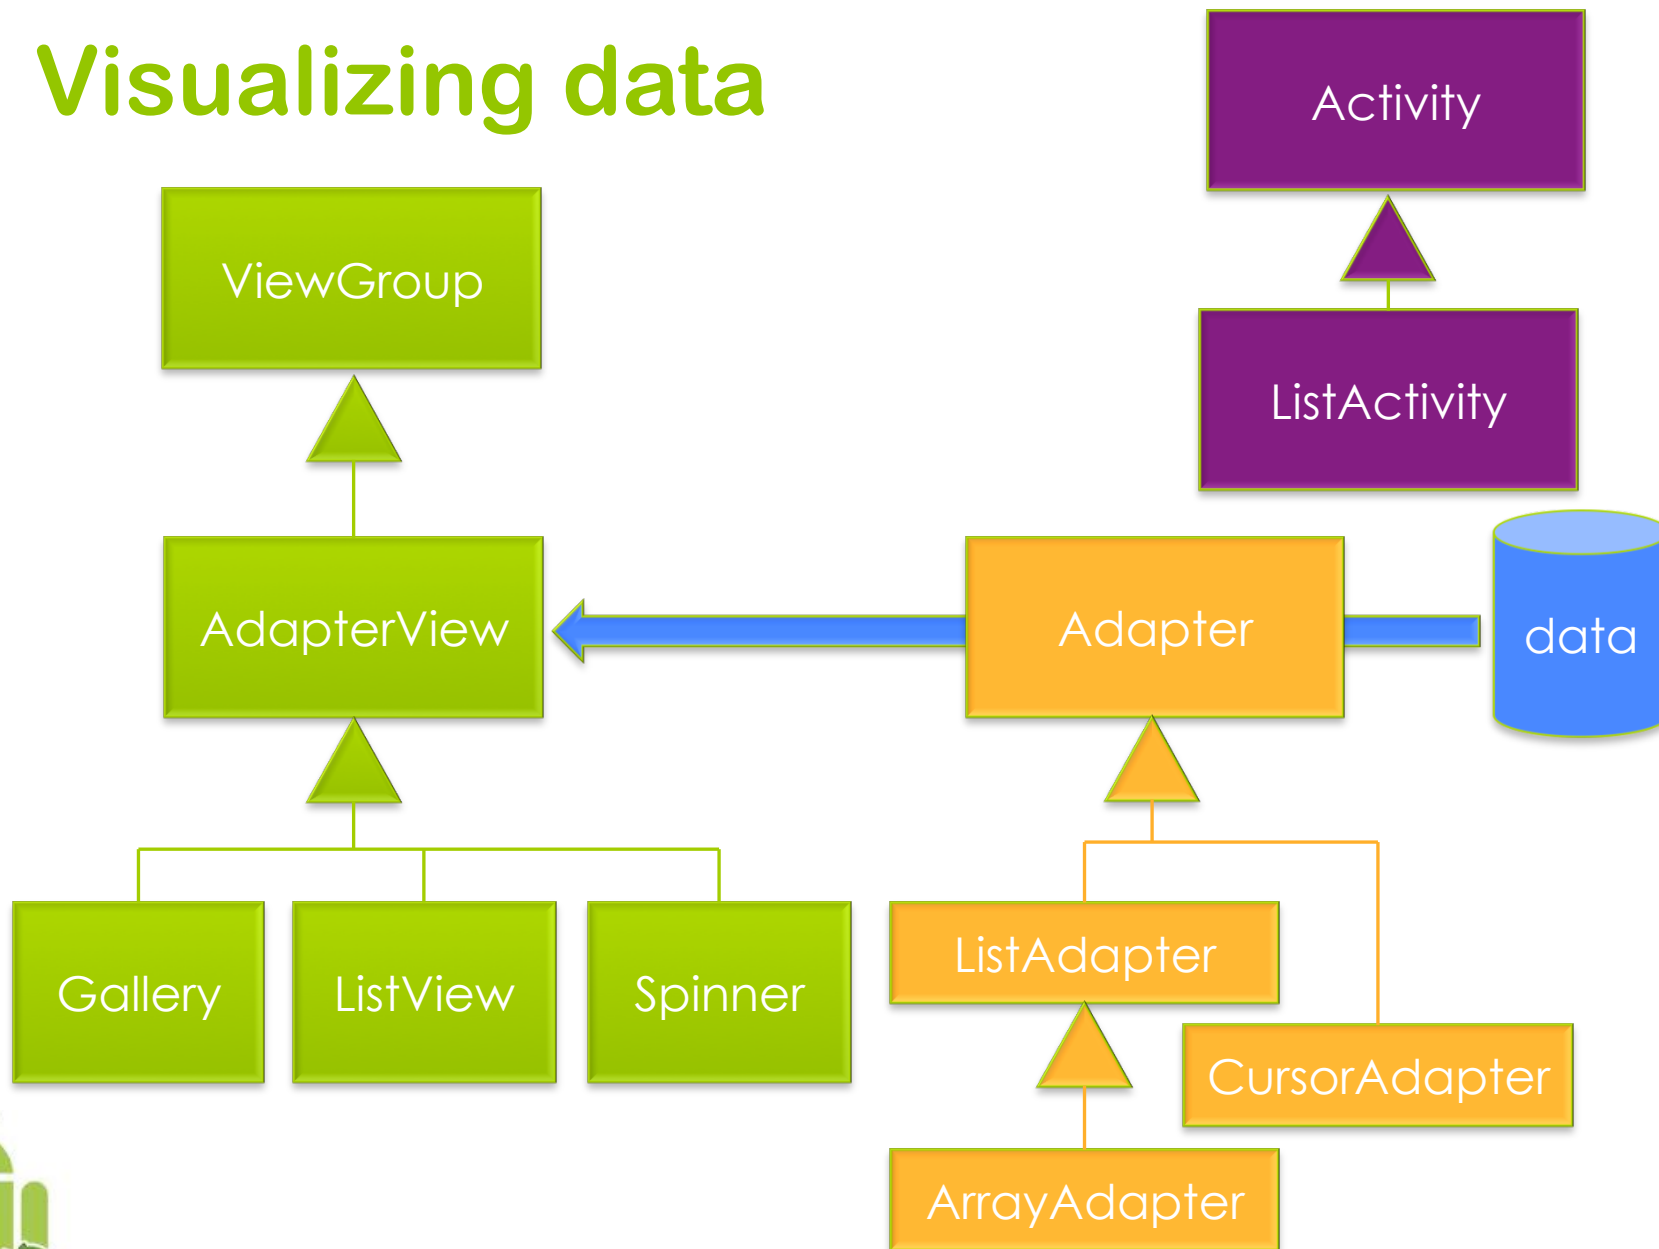 Visualizing data
Activity
ViewGroup
ListActivity
AdapterView
Adapter
data
Gallery
ListView
Spinner
ListAdapter
CursorAdapter
ArrayAdapter